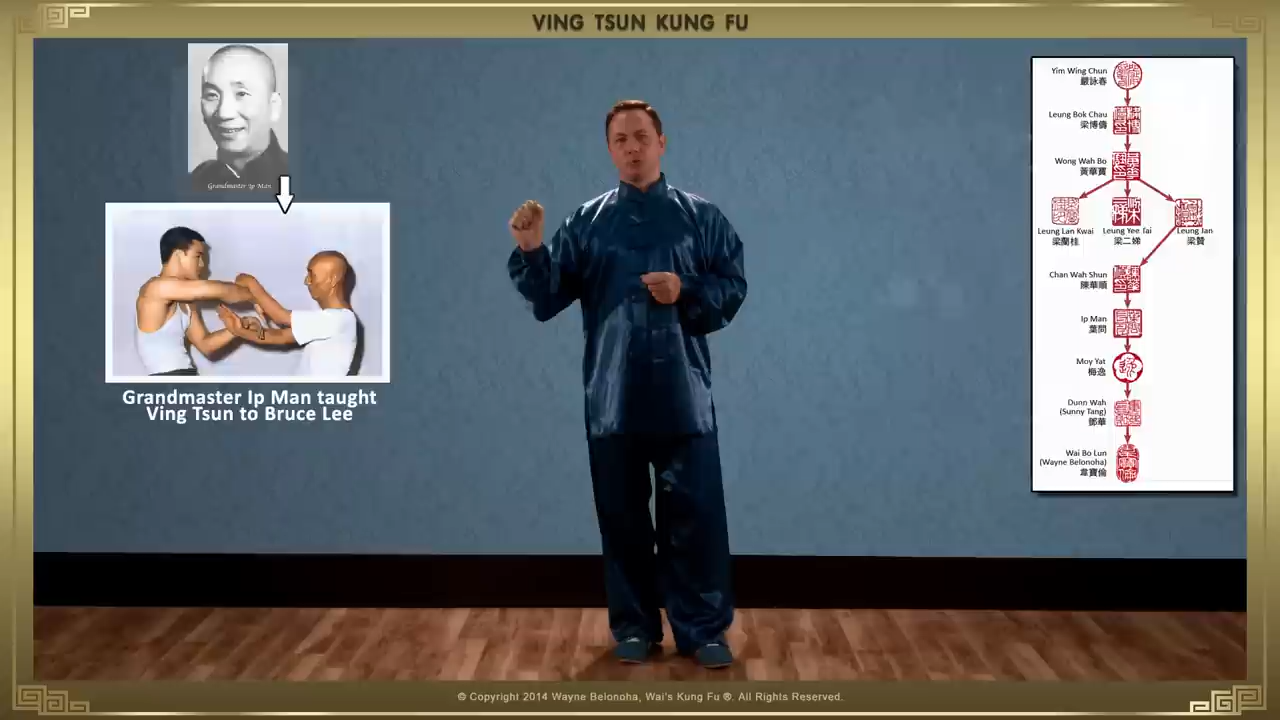 VING TSUN KUNG FU
Grandmaster Ip Man
Grandmaster Ip Man taught
Ving Tsun to Bruce Lee
Yim Wing Chun
嚴詠春
Leung Bok Chau
梁博儔
Wong Wah Bo
黃華寶
Leung Lan Kwai
梁蘭桂
Leung Yee Tai
梁二娣
Leung Jan
梁贊
Chan Wah Shun
陳華順
Ip Man
葉問
Moy Yat
梅逸
Dunn Wah
(Sunny Tang)
鄧華
Wai Bo Lun
(Wayne Belonoha)
韋寶倫
© Copyright 2014 Wayne Belonoha, Wai's Kung Fu ®. All Rights Reserved.